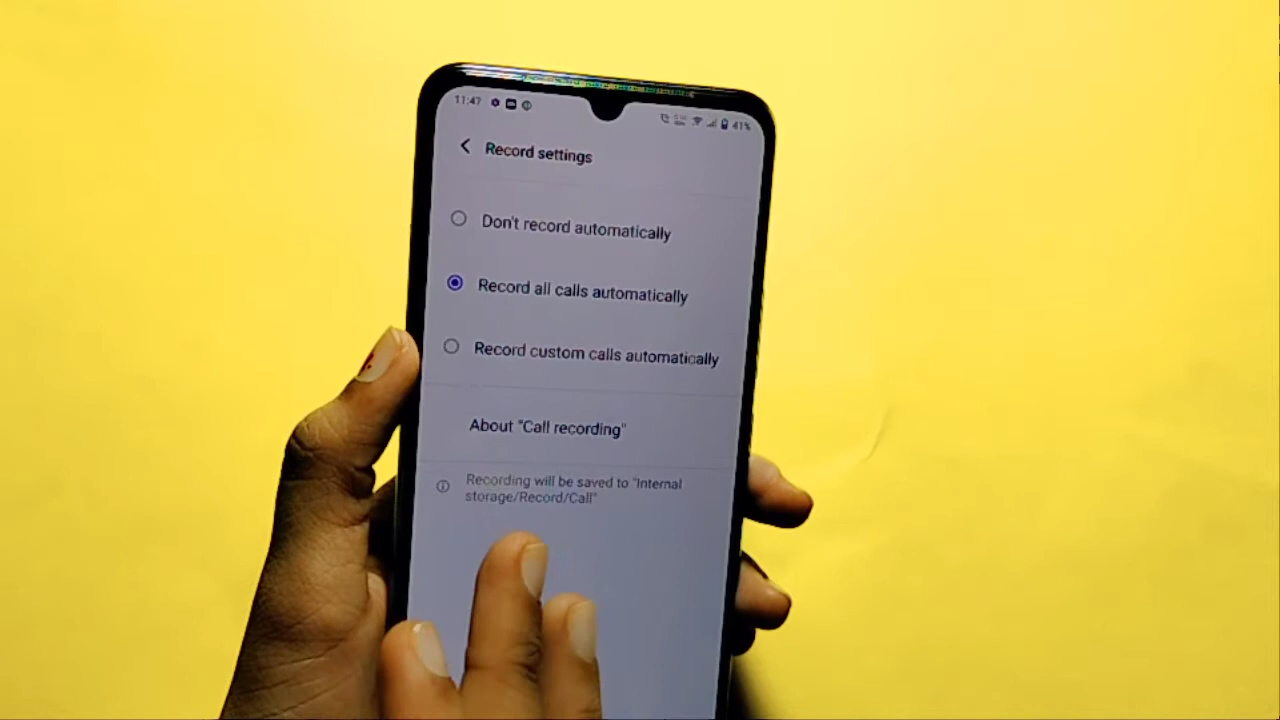 11:47
41%
Record settings
Don't record automatically
Record all calls automatically
Record custom calls automatically
About "Call recording"
Recording will be saved to "Internal
storage/Record/Call"